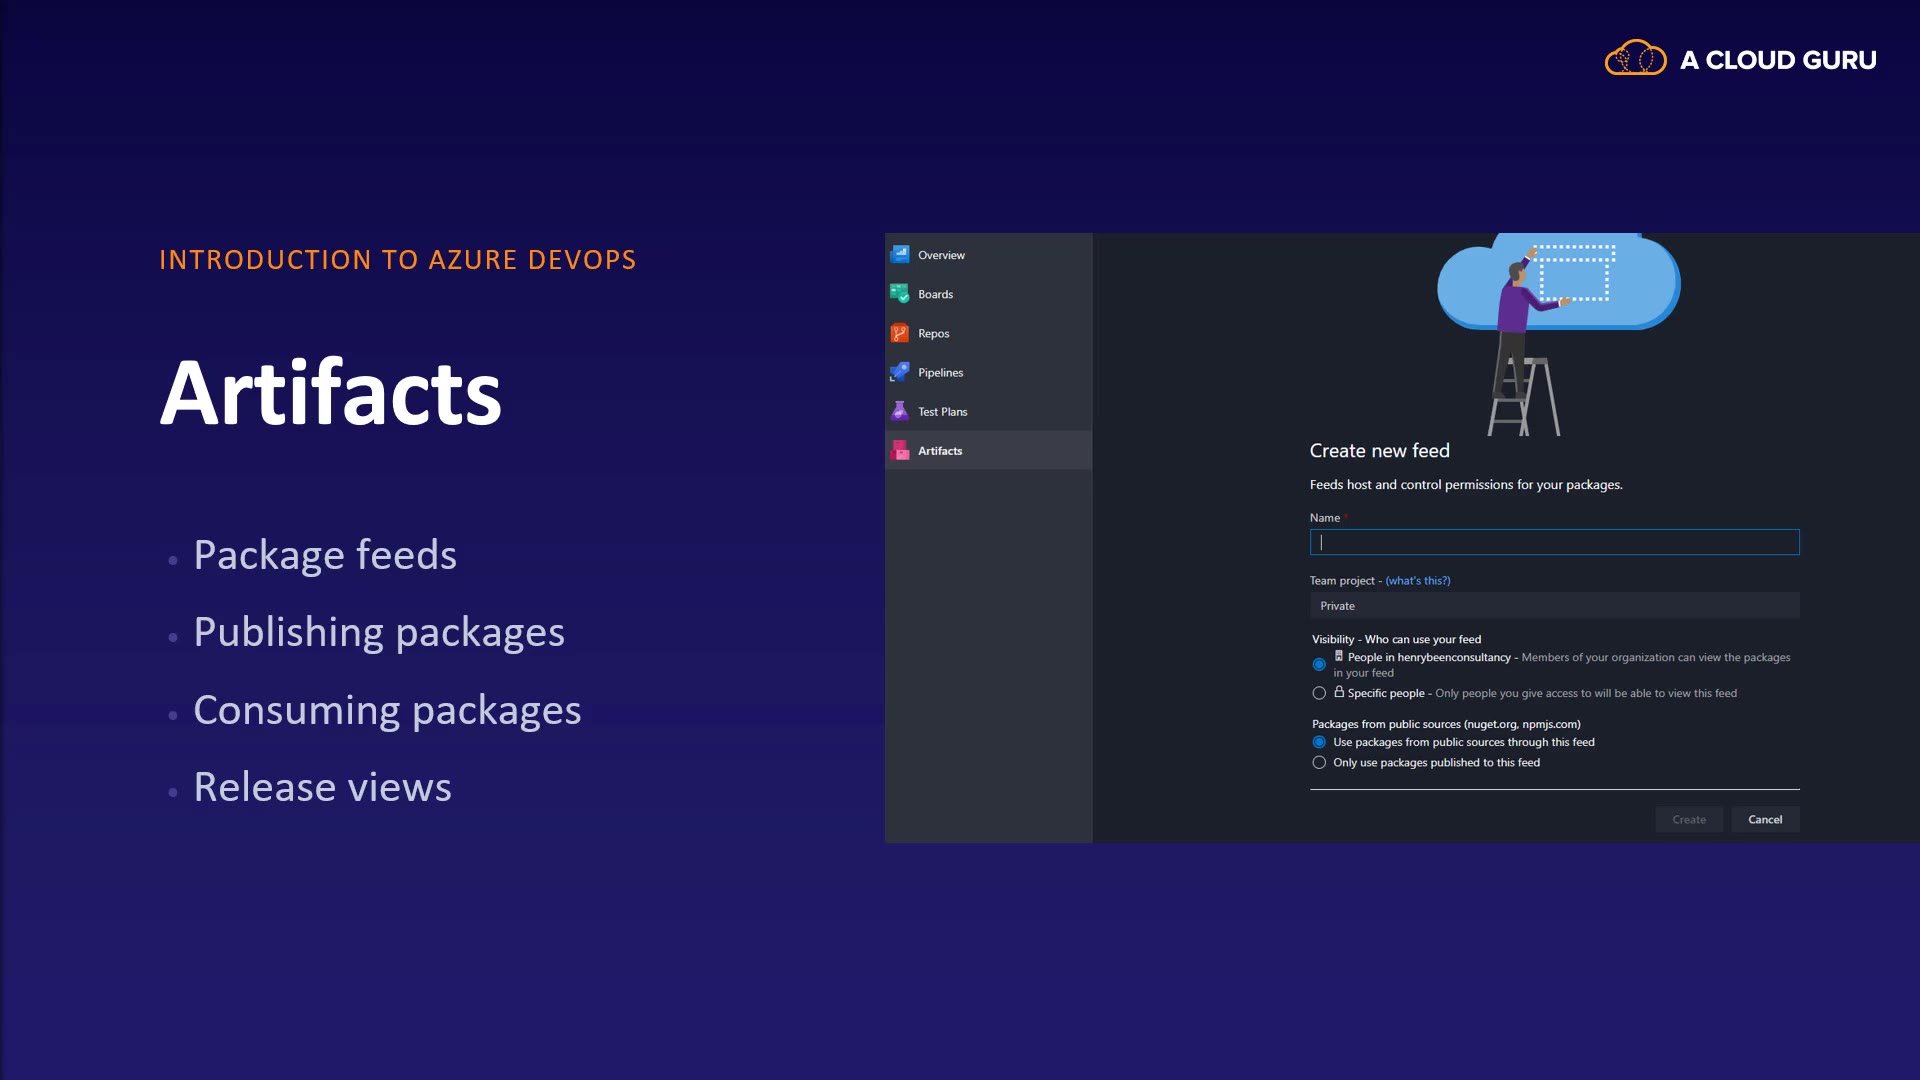 A CLOUD GURU
INTRODUCTION TO AZURE DEVOPS
Artifacts
Package feeds
Publishing packages
Consuming packages
Release views
Overview
Boards
Repos
Pipelines
Test Plans
Artifacts
Create new feed
Feeds host and control permissions for your packages.
Name *
Team project - (what's this?)
Private
Visibility - Who can use your feed
People in henrybeenconsultancy - Members of your organization can view the packages
in your feed
Specific people - Only people you give access to will be able to view this feed
Packages from public sources (nuget.org, npmjs.com)
Use packages from public sources through this feed
Only use packages published to this feed
Create
Cancel